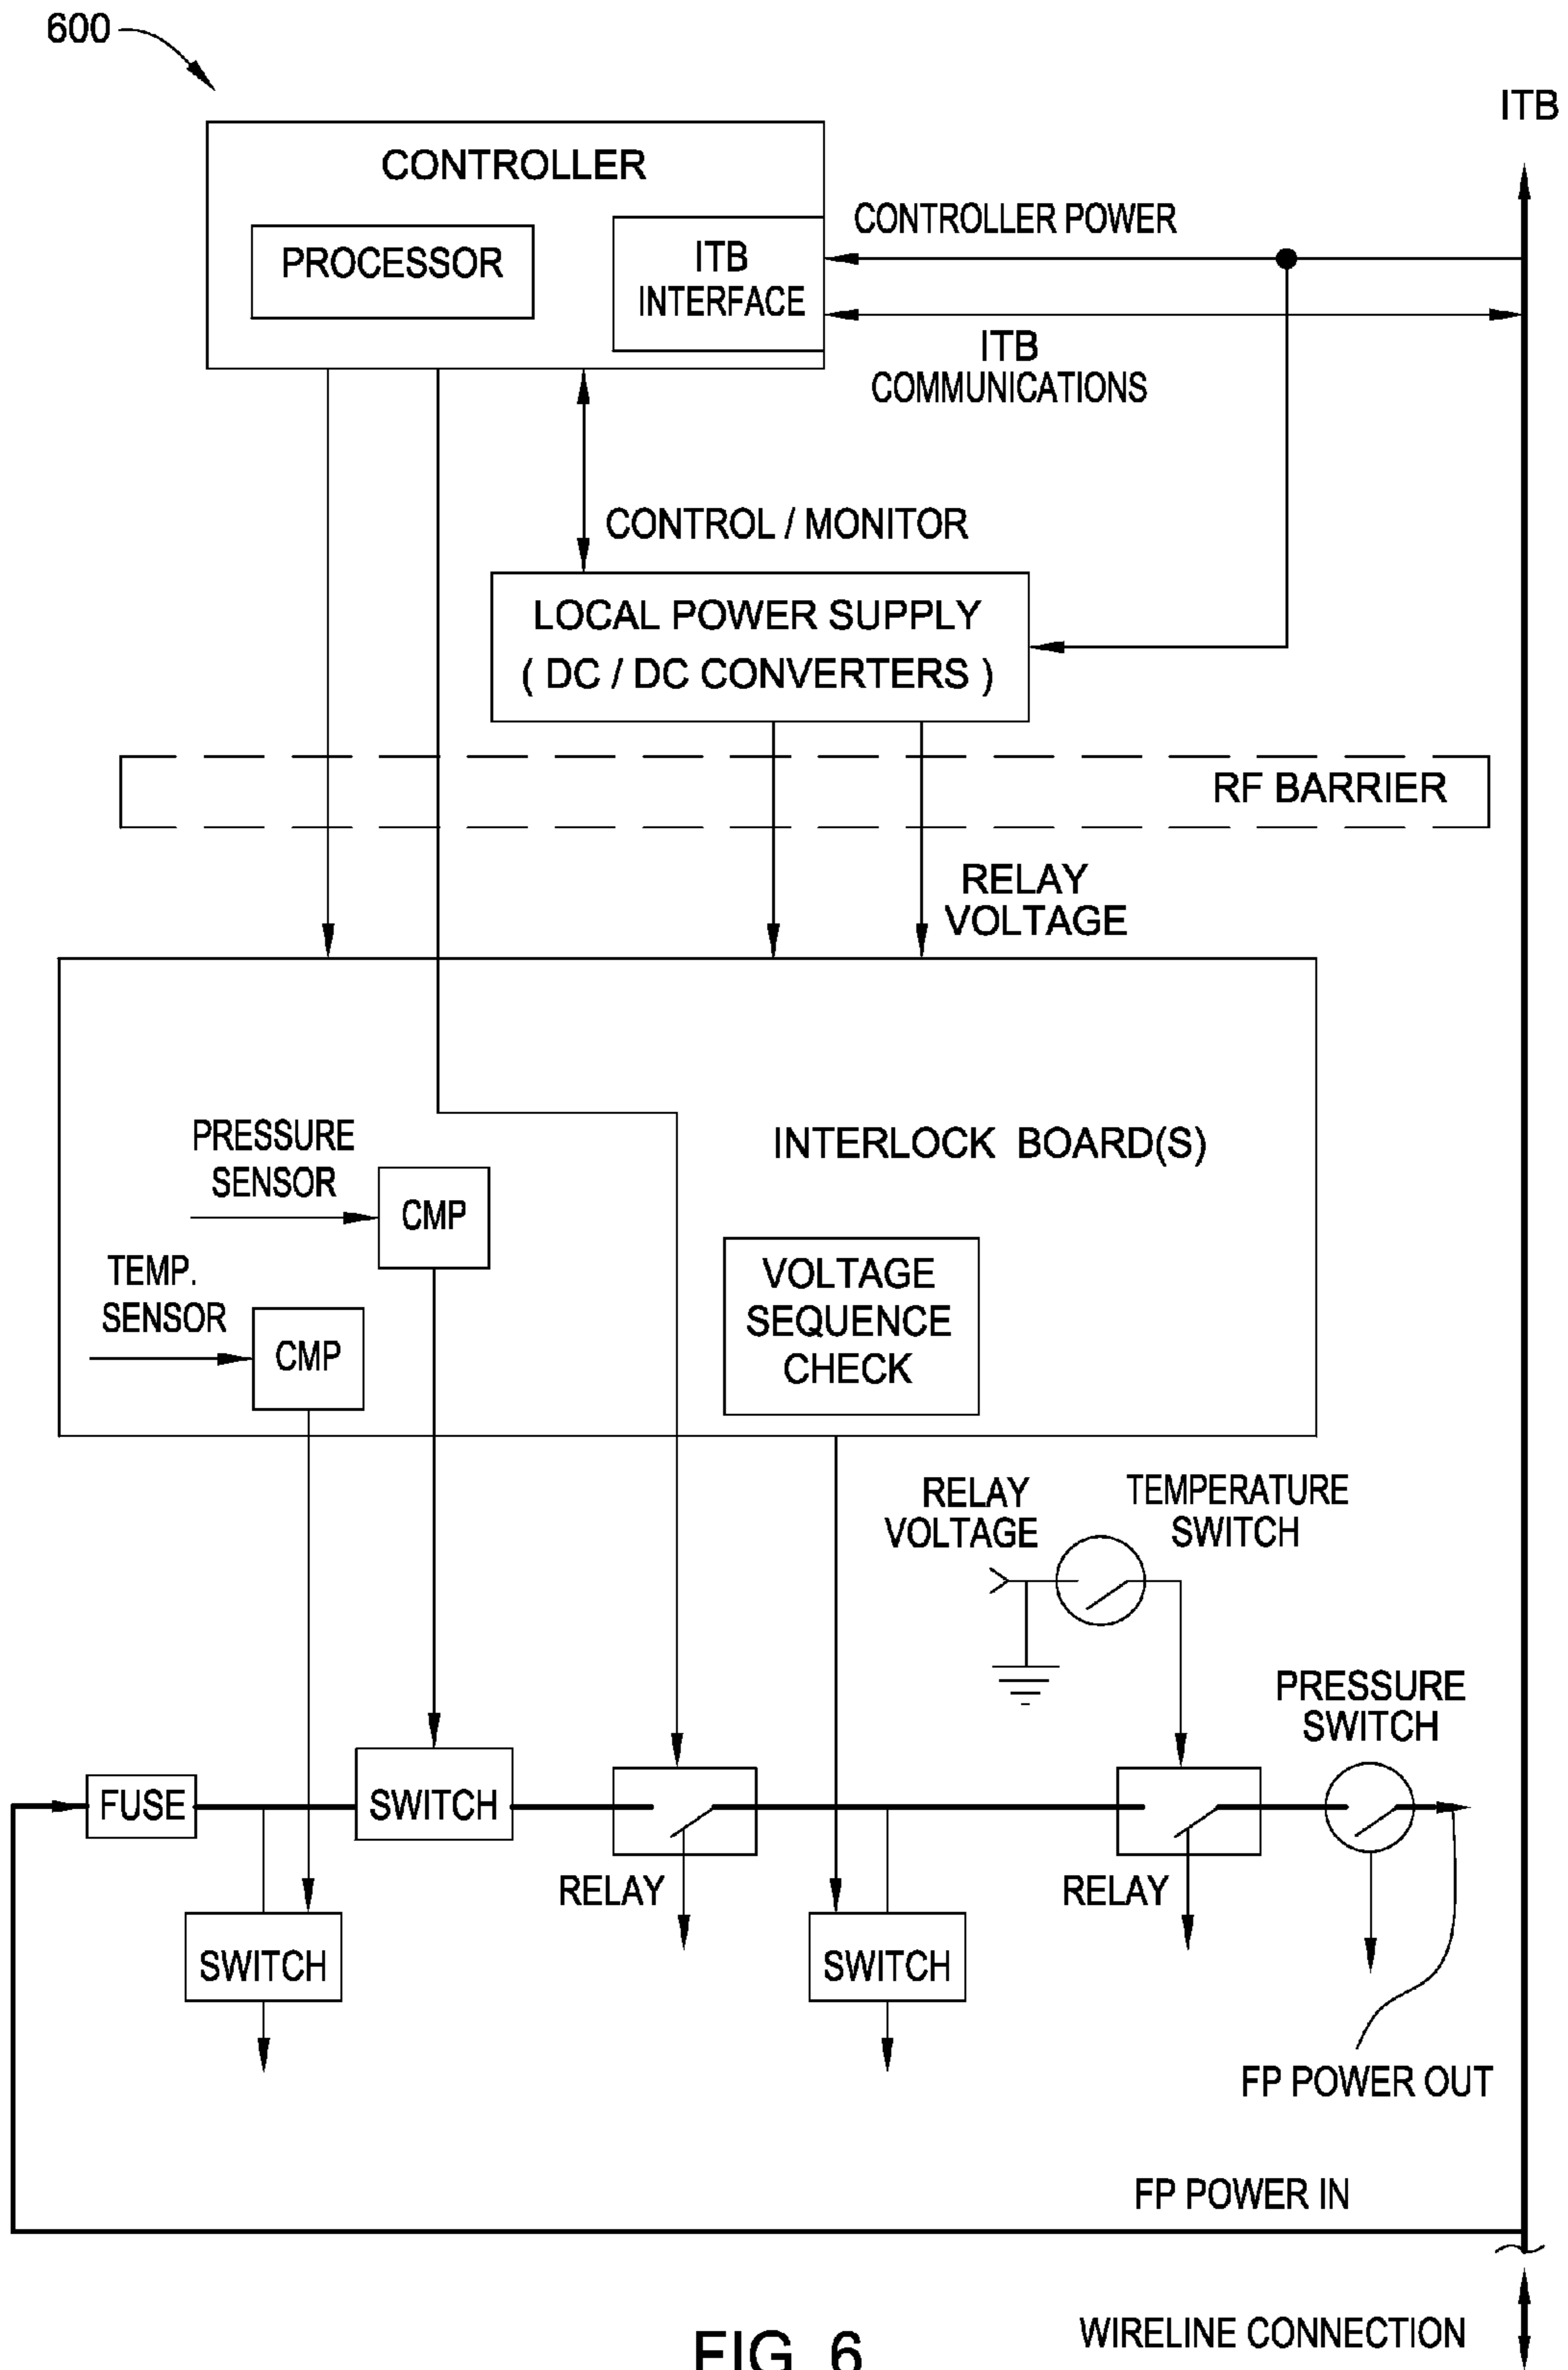 600
ITB
CONTROLLER
CONTROLLER POWER
PROCESSOR
ITB
INTERFACE
ITB
COMMUNICATIONS
CONTROL / MONITOR
LOCAL POWER SUPPLY
( DC / DC CONVERTERS )
RF BARRIER
RELAY
VOLTAGE
PRESSURE
SENSOR
INTERLOCK BOARD(S)
CMP
TEMP.
SENSOR
CMP
VOLTAGE
SEQUENCE
CHECK
RELAY
VOLTAGE
TEMPERATURE
SWITCH
PRESSURE
SWITCH
FUSE
SWITCH
RELAY
RELAY
SWITCH
SWITCH
FP POWER OUT
FP POWER IN
WIRELINE CONNECTION
FIG. 6